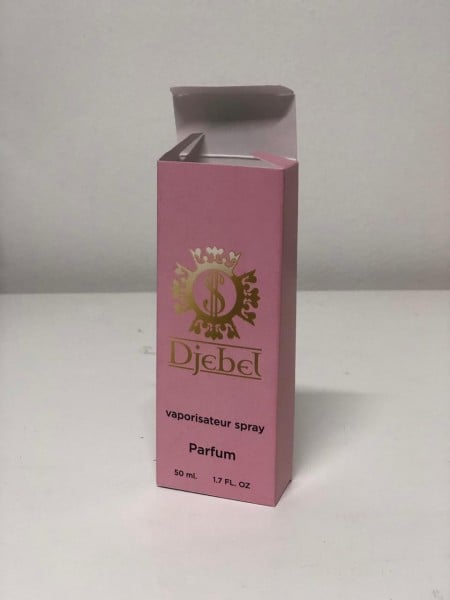 $
Djebel
vaporisateur spray
Parfum
50 ml. 1.7 FL. OZ